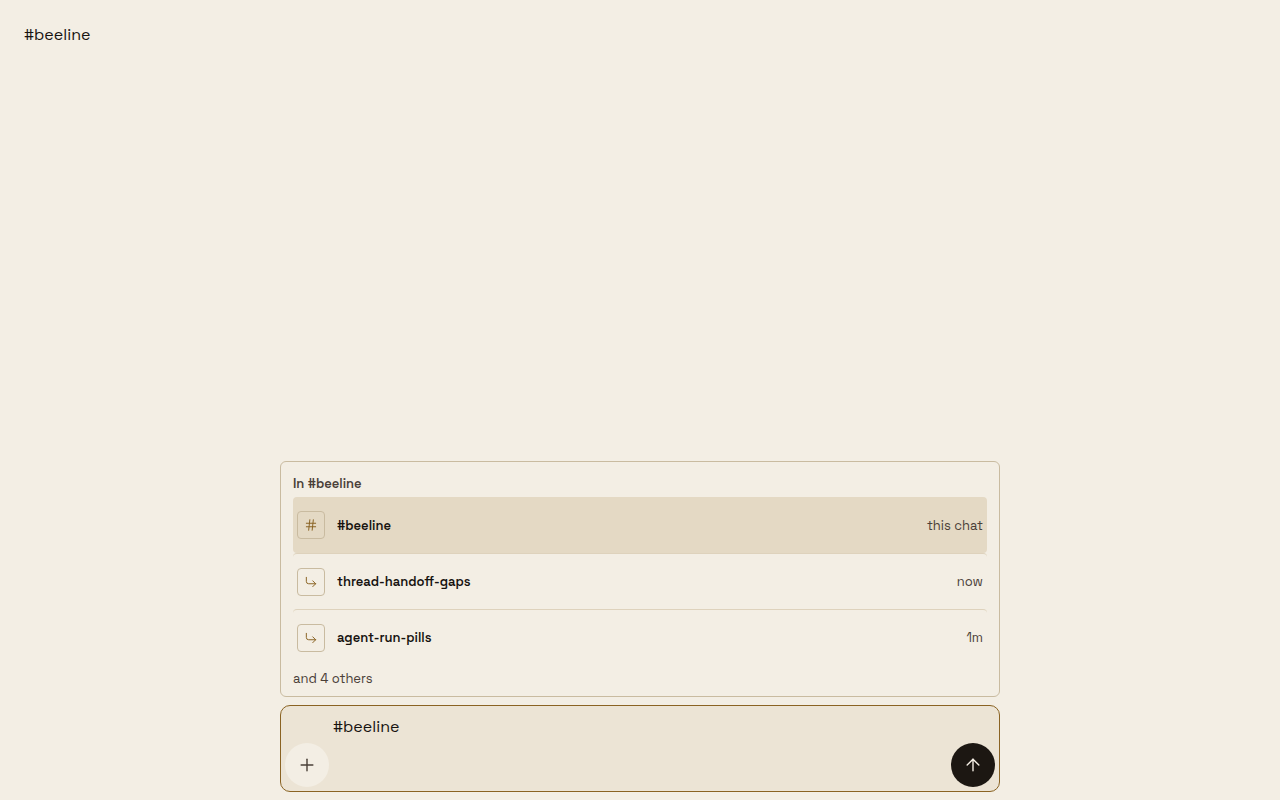 #beeline
In #beeline
#beeline this chat
thread-handoff-gaps now
agent-run-pills 1m
and 4 others
#beeline